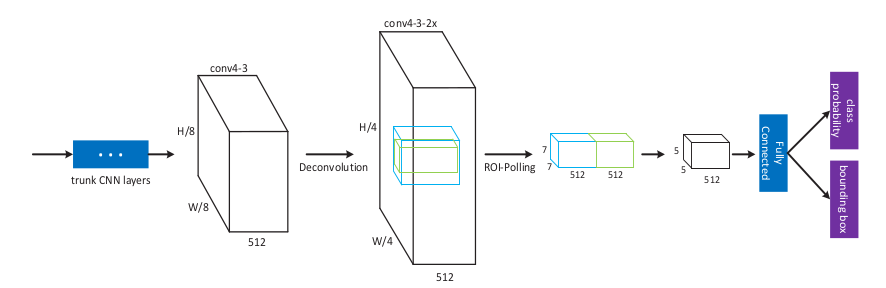 conv4-3
H/8
W/8
512
trunk CNN layers
• • •
Deconvolution
conv4-3-2x
H/4
W/4
512
ROI-Polling
7
7
512
512
5
5
512
Fully
Connected
class
probability
bounding box